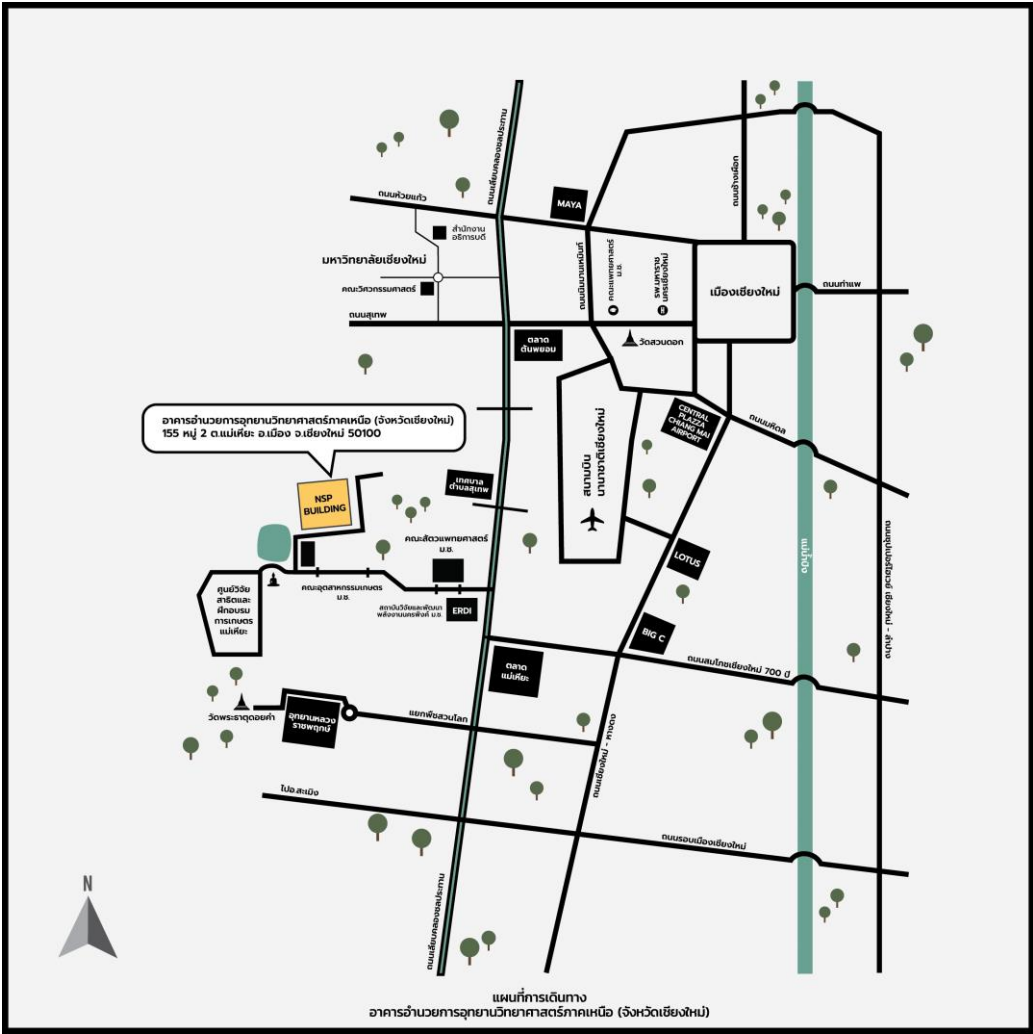 ถนนเลียบคลองชลประทาน
ถนนห้วยแก้ว
MAYA
ถนนช้างเผือก
สำนักงาน
อธิการบดี
มหาวิทยาลัยเชียงใหม่
คณะวิศวกรรมศาสตร์
ถนนนิมมานเหมินท์
คณะแพทยศาสตร์
ม.ช.
รพ.มหาราช
นครเชียงใหม่
เมืองเชียงใหม่
ถนนท่าแพ
ถนนสุเทพ
ตลาด
ต้นพยอม
วัดสวนดอก
อาคารอำนวยการอุทยานวิทยาศาสตร์ภาคเหนือ (จังหวัดเชียงใหม่)
155 หมู่ 2 ต.แม่เหียะ อ.เมือง จ.เชียงใหม่ 50100
CENTRAL
PLAZA
CHIANG MAI
AIRPORT
ถนนมหิดล
สนามบิน
นานาชาติเชียงใหม่
NSP
BUILDING
เทศบาล
ตำบลสุเทพ
คณะสัตวแพทยศาสตร์
ม.ช.
LOTUS
แม่น้ำปิง
ถนนซุปเปอร์ไฮเวย์ เชียงใหม่ - ลำปาง
ศูนย์วิจัย
สาธิตและ
ฝึกอบรม
การเกษตร
แม่เหียะ
คณะอุตสาหกรรมเกษตร
ม.ช.
สถาบันวิจัยและพัฒนา
พลังงานนครพิงค์ ม.ช.
ERDI
BIG C
ตลาด
แม่เหียะ
ถนนสมโภชเชียงใหม่ 700 ปี
วัดพระธาตุดอยคำ
อุทยานหลวง
ราชพฤกษ์
แยกพืชสวนโลก
ถนนเชียงใหม่ - หางดง
ไปอ.สะเมิง
ถนนรอบเมืองเชียงใหม่
ถนนเลียบคลองชลประทาน
N
แผนที่การเดินทาง
อาคารอำนวยการอุทยานวิทยาศาสตร์ภาคเหนือ (จังหวัดเชียงใหม่)